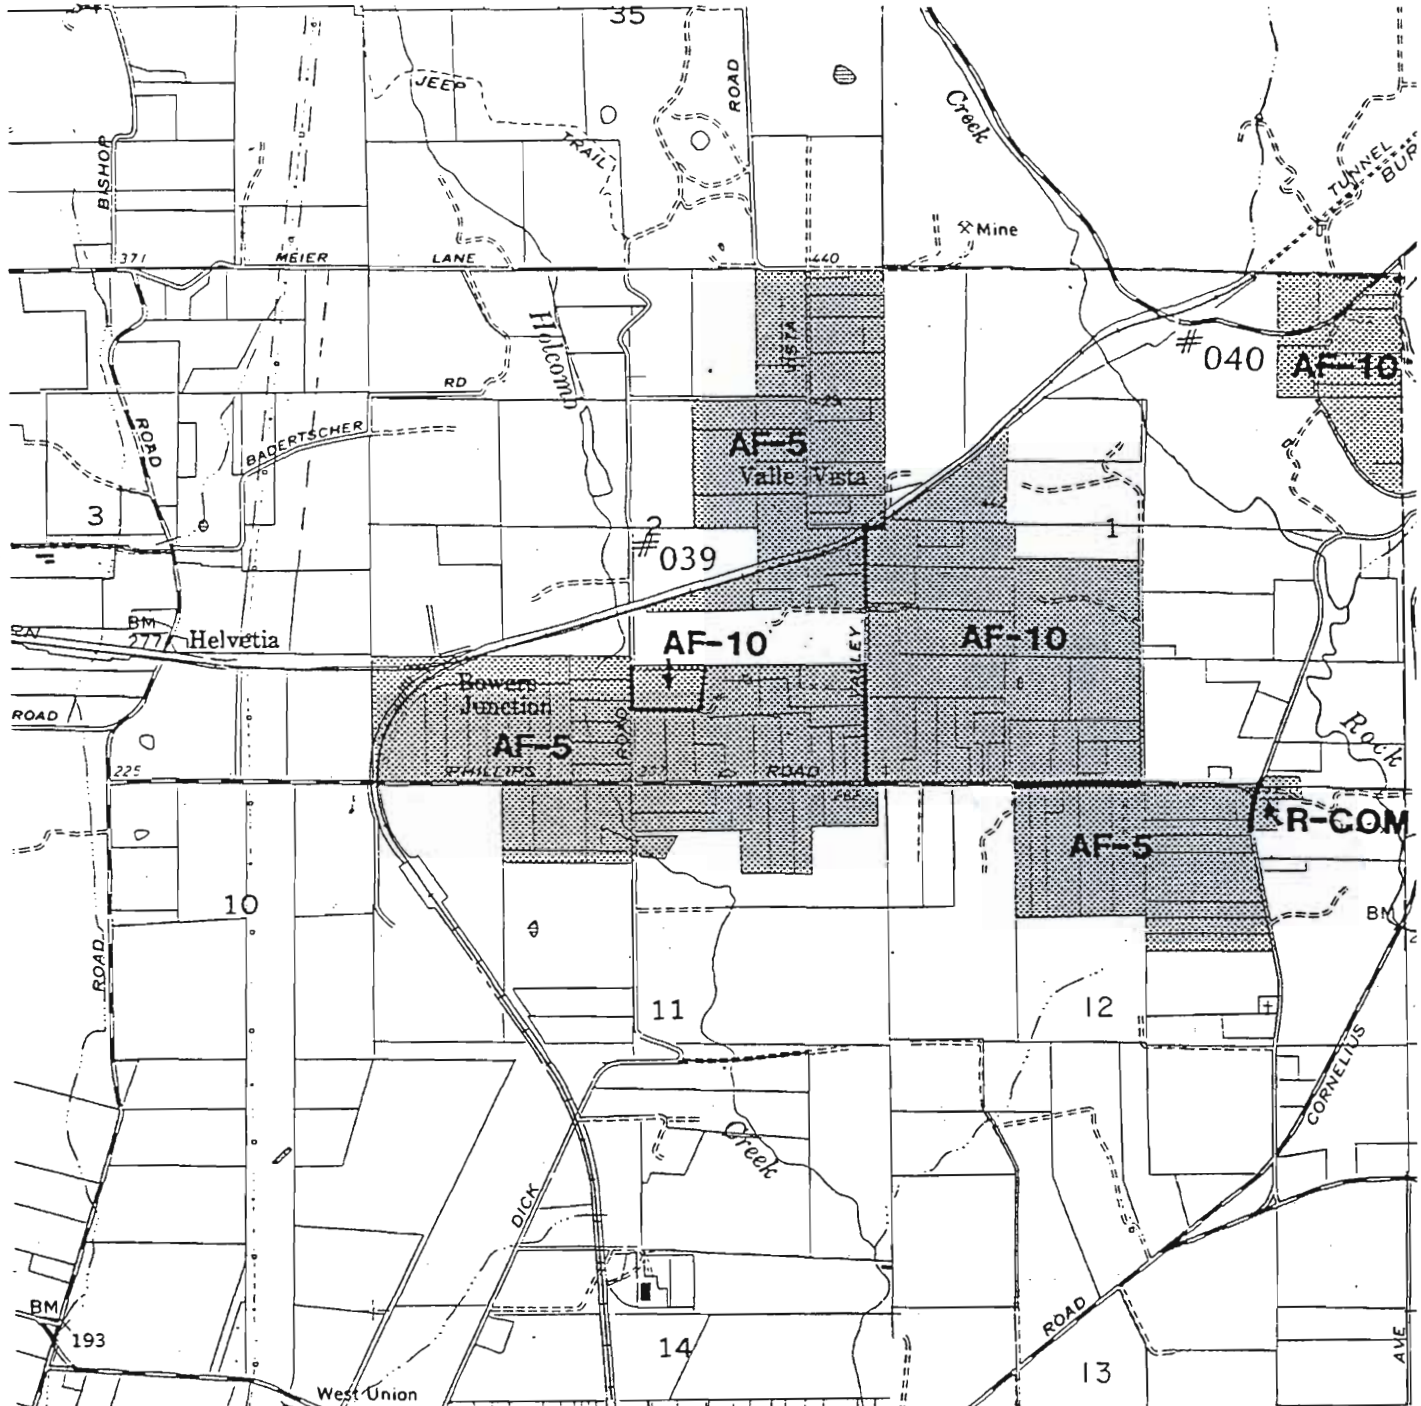 35
JEEP
TRAIL
ROAD
Creek
BISHOP
TUNNEL
Mine
371
MEIER
LANE
440
Holcomb
VISTA
#
040
AF-10
RD
ROAD
BADERTSCHER
AF-5
Valle Vista
3
2
1
#
039
BM
277
Helvetia
AF-10
AF-10
VALLEY
Bowers
Junction
ROAD
AF-5
ROAD
Rock
225
PHILLIPS
ROAD
R-COM
AF-5
10
BM
ROAD
11
12
CORNELIUS
Creek
DICK
BM
193
14
ROAD
13
AVE
West Union